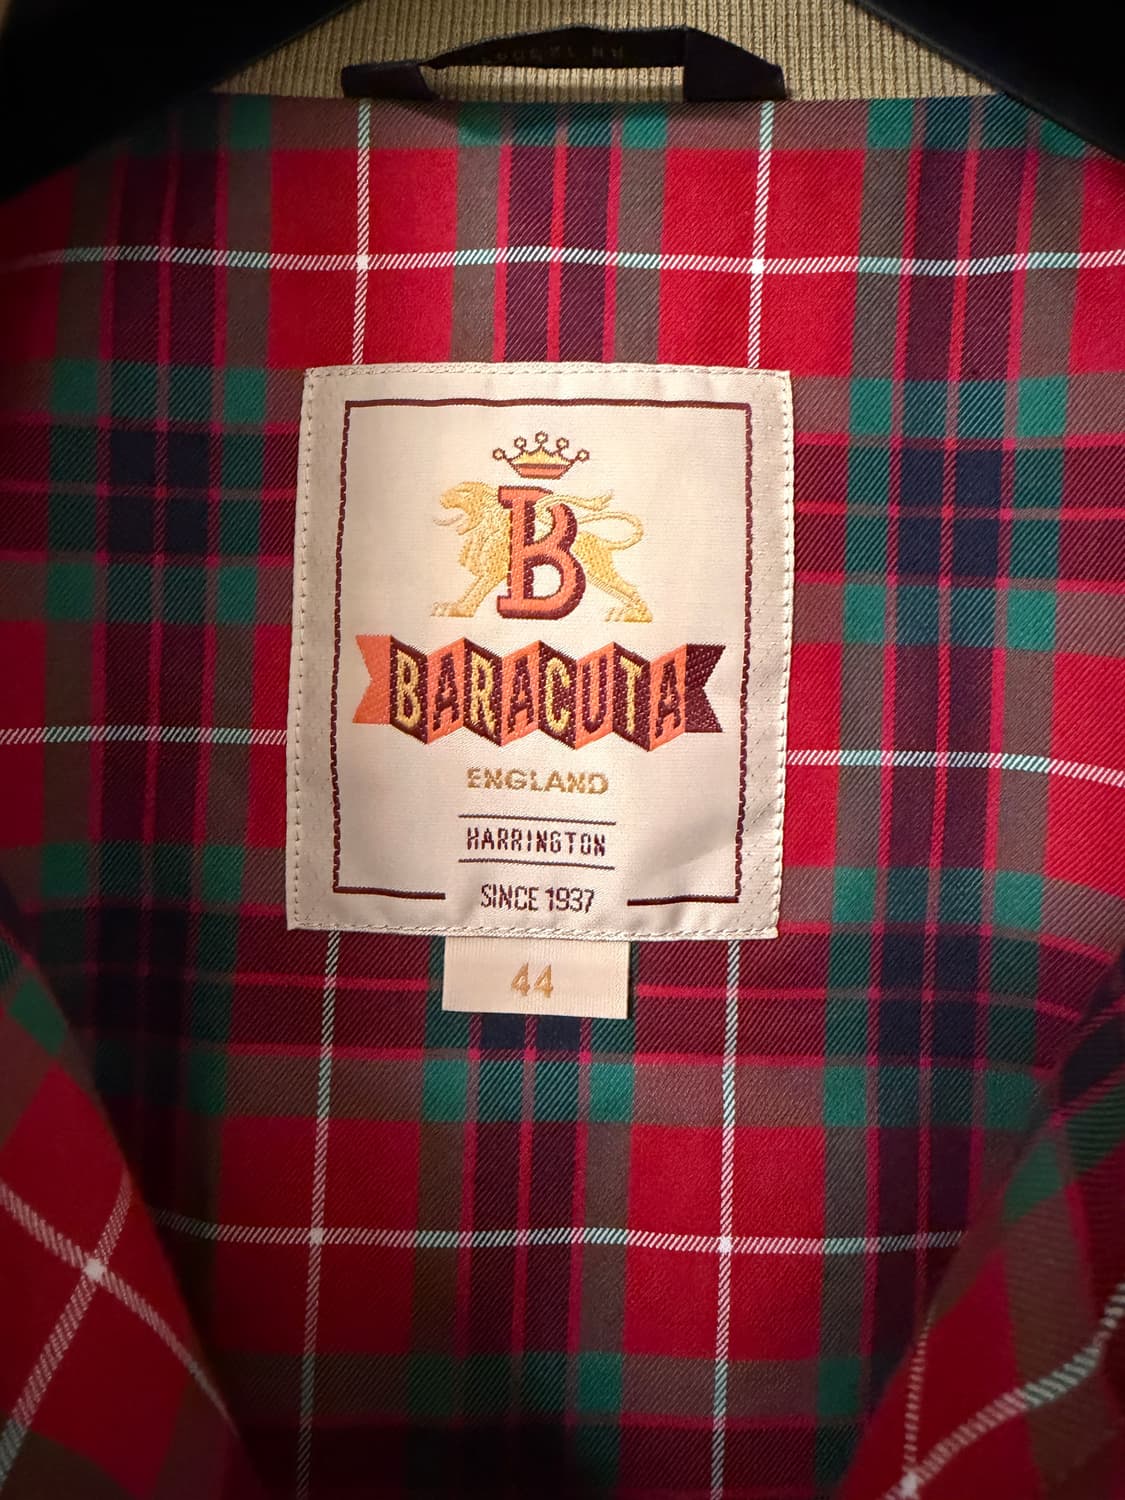 B
BARACUTA
ENGLAND
HARRINGTON
SINCE 1937
44